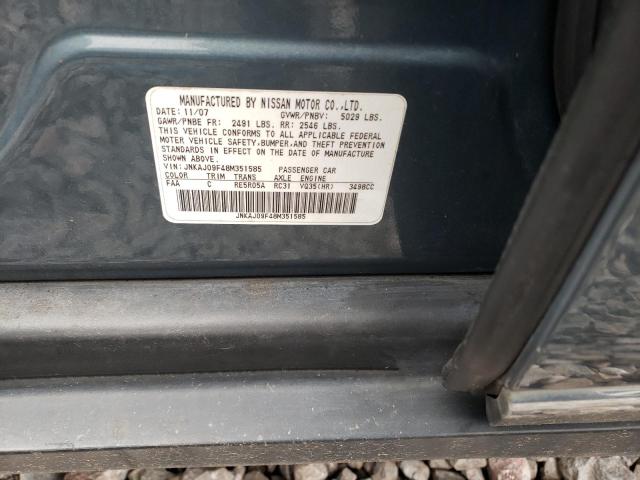 MANUFACTURED BY NISSAN MOTOR CO.,LTD.
DATE: 11/07 GVWR/PNBV: 5029 LBS.
GAWR/PNBE FR: 2491 LBS. RR: 2546 LBS.
THIS VEHICLE CONFORMS TO ALL APPLICABLE FEDERAL
MOTOR VEHICLE SAFETY,BUMPER,AND THEFT PREVENTION
STANDARDS IN EFFECT ON THE DATE OF MANUFACTURE
SHOWN ABOVE.
VIN: JNKAJ09F48M351585 PASSENGER CAR
COLOR TRIM TRANS AXLE ENGINE
FAA C RE5R05A RC31 VQ35(HR) 3498CC
JNKAJ09F48M351585